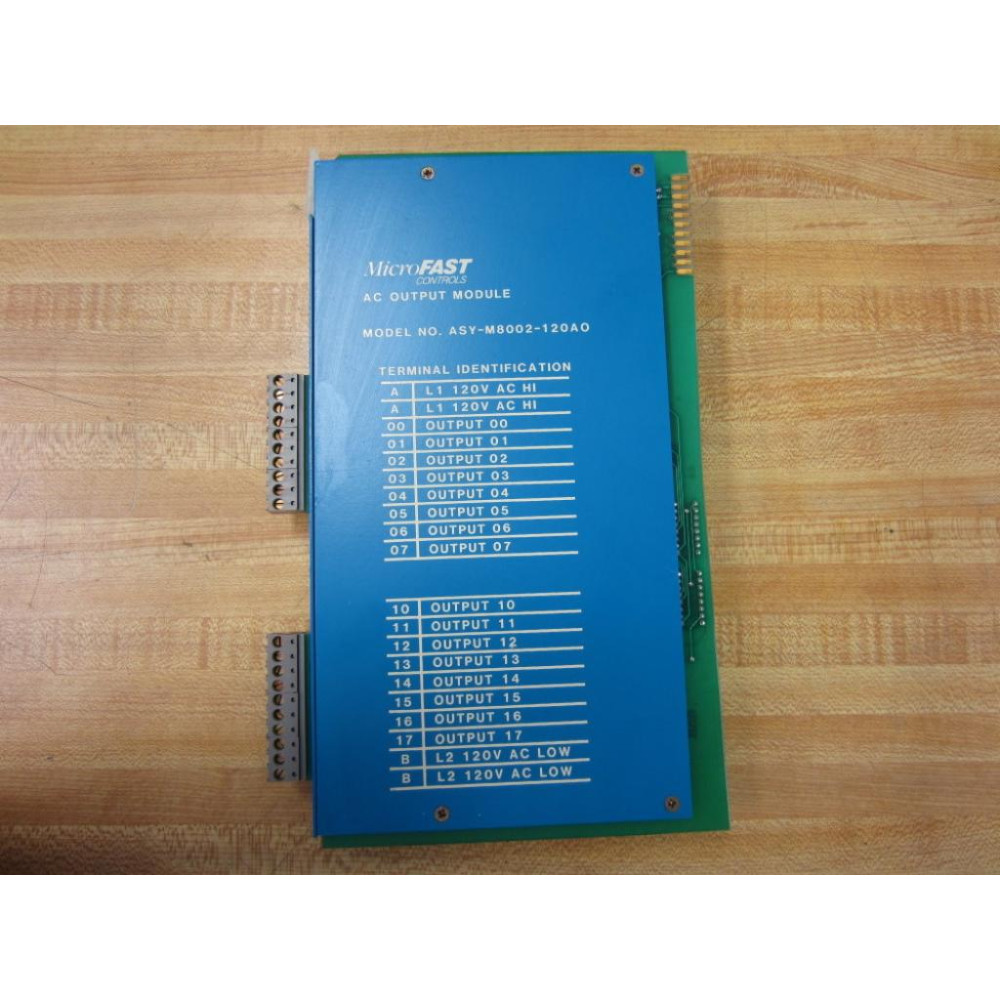 MicroFAST
CONTROLS
AC OUTPUT MODULE
MODEL NO. ASY-M8002-120AO
TERMINAL IDENTIFICATION
A L1 120V AC HI
A L1 120V AC HI
00 OUTPUT 00
01 OUTPUT 01
02 OUTPUT 02
03 OUTPUT 03
04 OUTPUT 04
05 OUTPUT 05
06 OUTPUT 06
07 OUTPUT 07
10 OUTPUT 10
11 OUTPUT 11
12 OUTPUT 12
13 OUTPUT 13
14 OUTPUT 14
15 OUTPUT 15
16 OUTPUT 16
17 OUTPUT 17
B L2 120V AC LOW
B L2 120V AC LOW